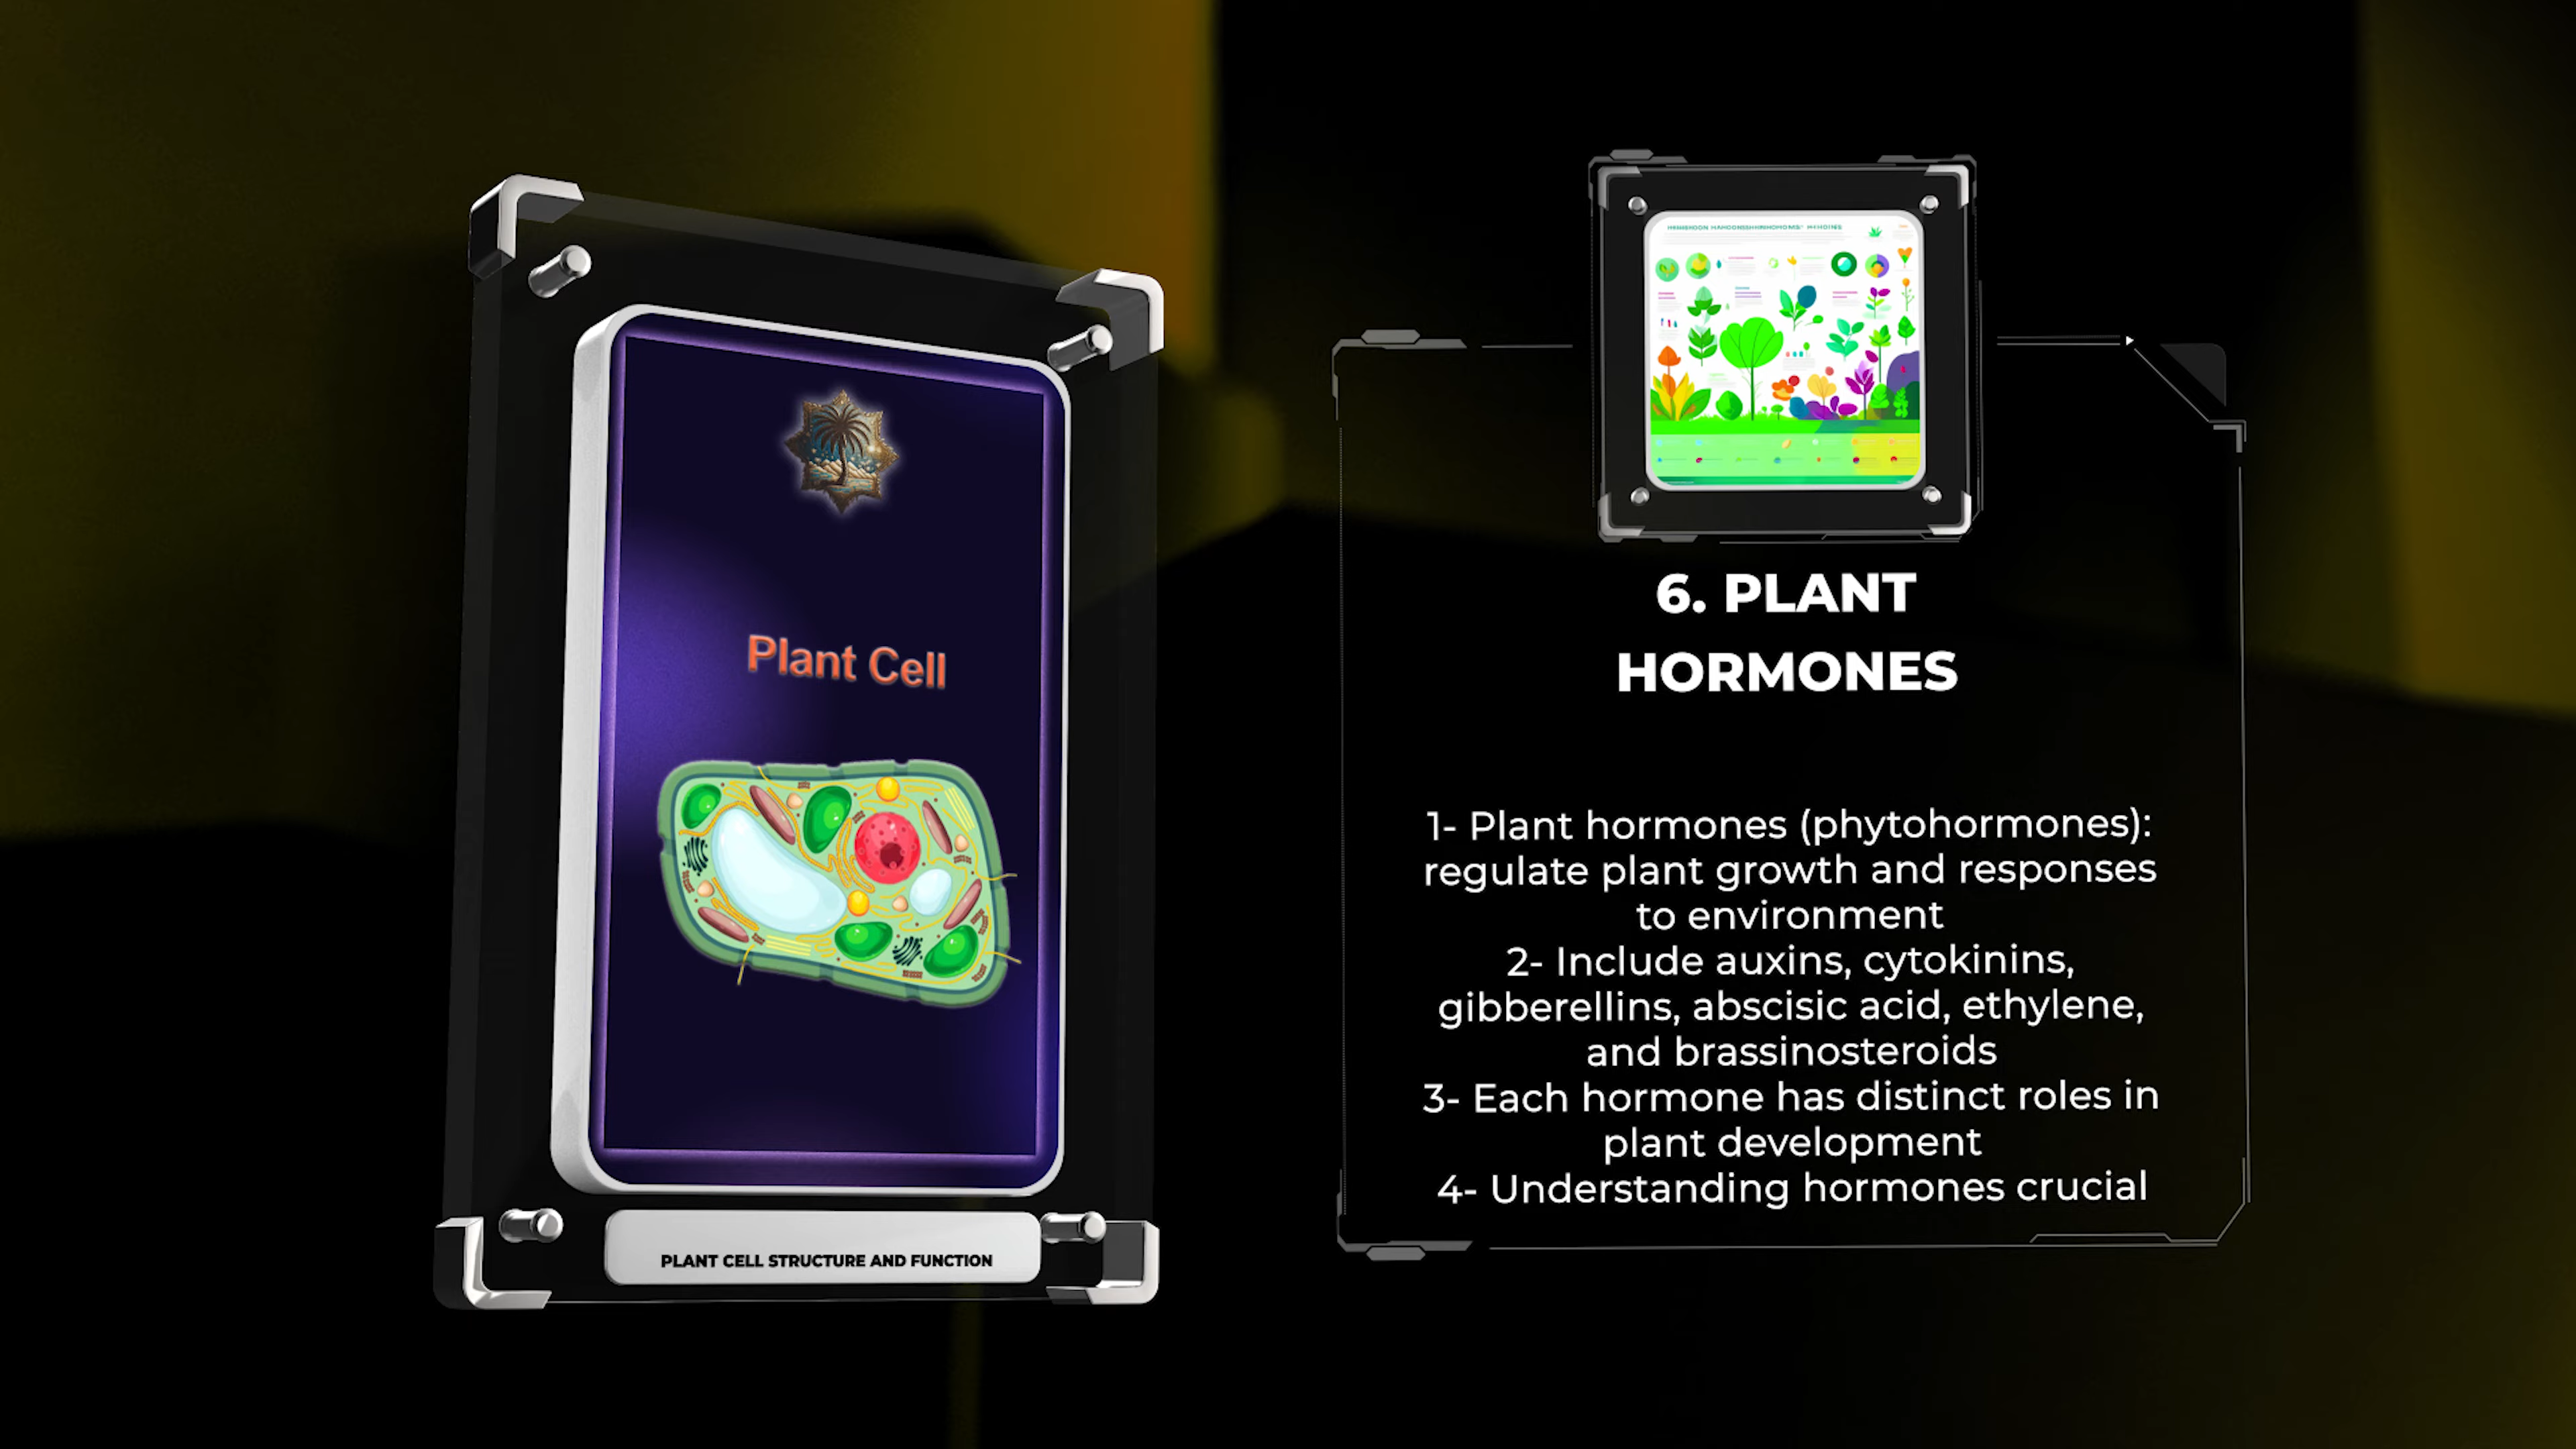 Plant Cell
PLANT CELL STRUCTURE AND FUNCTION
6. PLANT
HORMONES
1- Plant hormones (phytohormones):
regulate plant growth and responses
to environment
2- Include auxins, cytokinins,
gibberellins, abscisic acid, ethylene,
and brassinosteroids
3- Each hormone has distinct roles in
plant development
4- Understanding hormones crucial